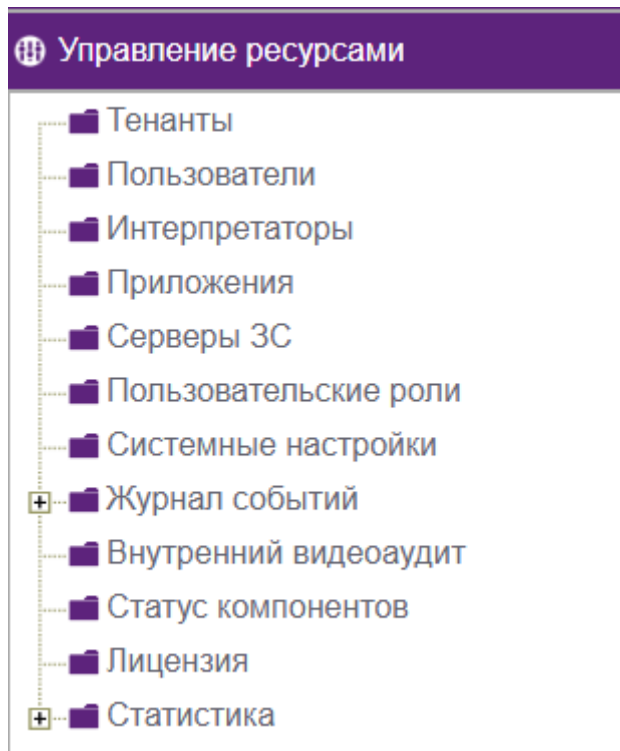 Управление ресурсами
Тенанты
Пользователи
Интерпретаторы
Приложения
Серверы ЗС
Пользовательские роли
Системные настройки
Журнал событий
Внутренний видеоаудит
Статус компонентов
Лицензия
Статистика